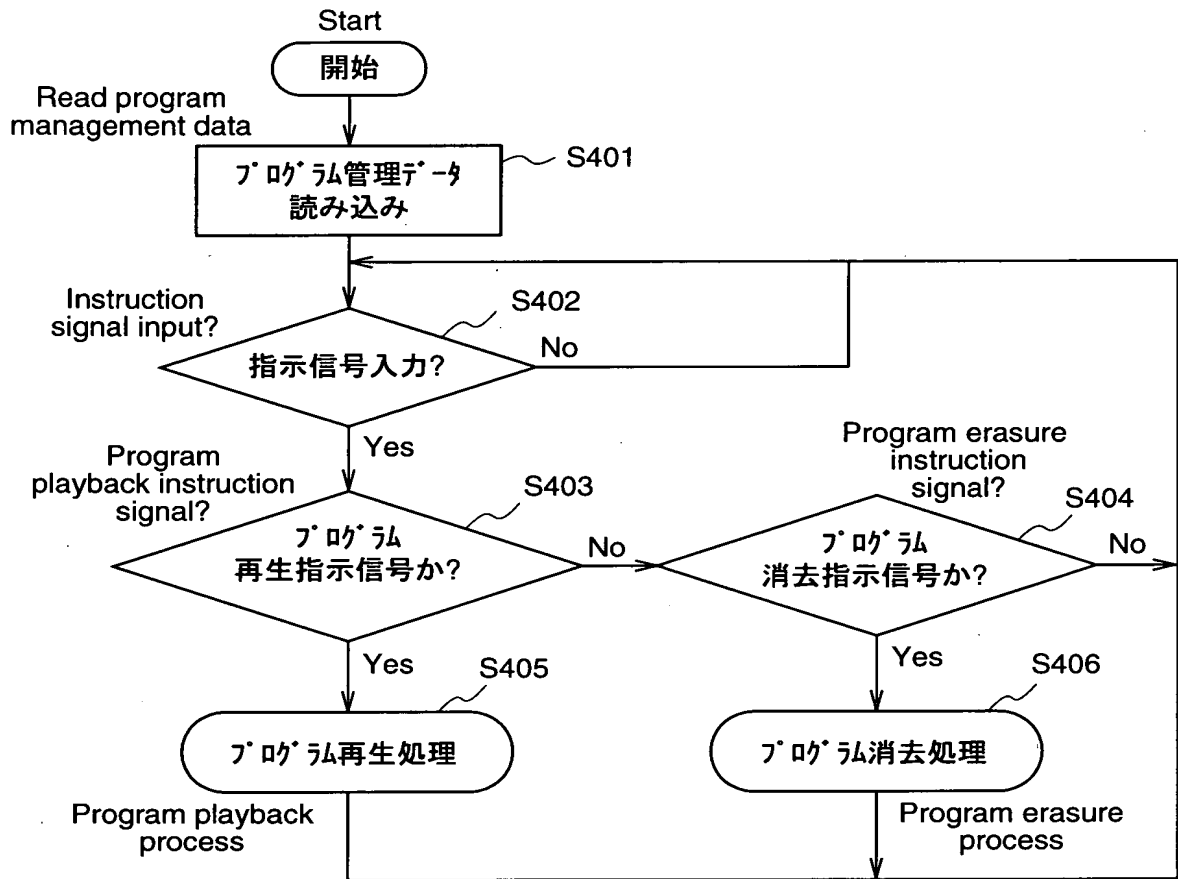 Start
開始
Read program
management data
プログラム管理データ
読み込み
S401
Instruction
signal input?
S402
指示信号入力?
No
Yes
Program
playback instruction
signal?
S403
プログラム
再生指示信号か?
No
Program erasure
instruction
signal?
S404
プログラム
消去指示信号か?
No
Yes
S405
プログラム再生処理
Program playback
process
Yes
S406
プログラム消去処理
Program erasure
process